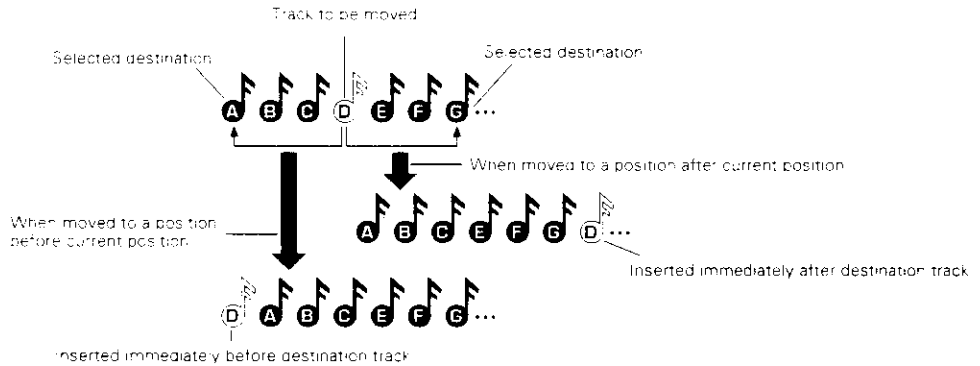 Track to be moved
Selected destination
Selected destination
A B C D E F G ...
When moved to a position after current position
When moved to a position
before current position
A B C E F G D ...
Inserted immediately after destination track
D A B C E F G ...
Inserted immediately before destination track